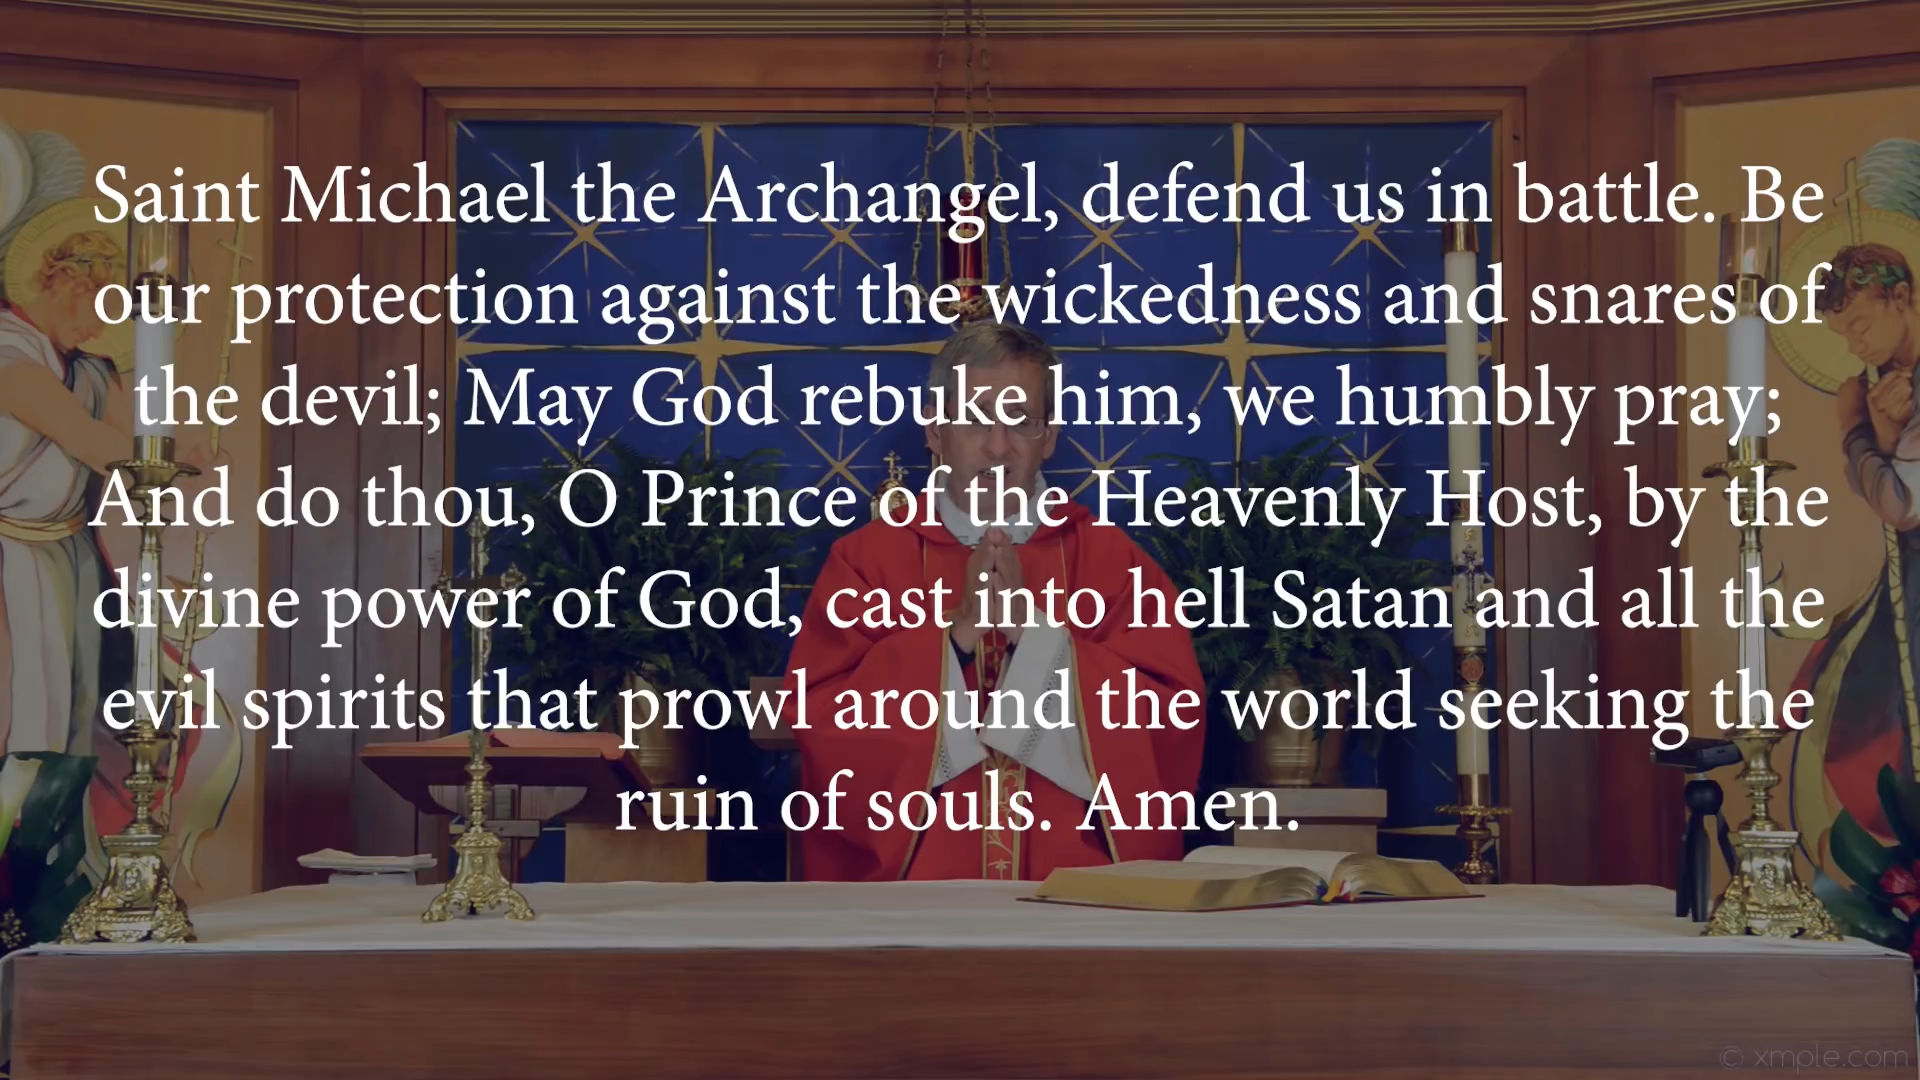 Saint Michael the Archangel, defend us in battle. Be
our protection against the wickedness and snares of
the devil; May God rebuke him, we humbly pray;
And do thou, O Prince of the Heavenly Host, by the
divine power of God, cast into hell Satan and all the
evil spirits that prowl around the world seeking the
ruin of souls. Amen.
© xmple.com